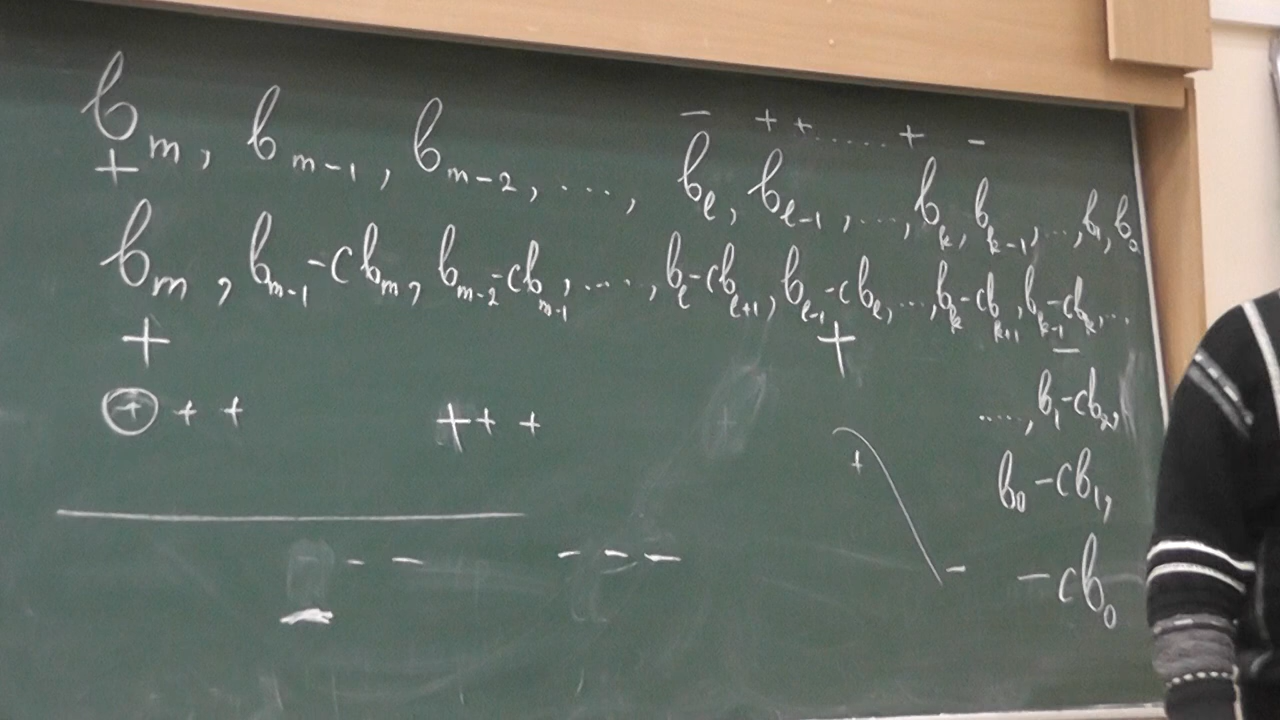 − + + ..... + −
b_m, b_{m-1}, b_{m-2}, ..., b_l, b_{l-1}, ..., b_k, b_{k-1}, ..., b_1, b_0
+
b_m, b_{m-1}-cb_m, b_{m-2}-cb_{m-1}, ...., b_l-cb_{l+1}, b_{l-1}-cb_l, ..., b_k-cb_{k+1}, b_{k-1}-cb_k, ...
+ + −
...., b_1-cb_2,
+ + + + + +
+
b_0-cb_1,
− − − − − − −cb_0
−